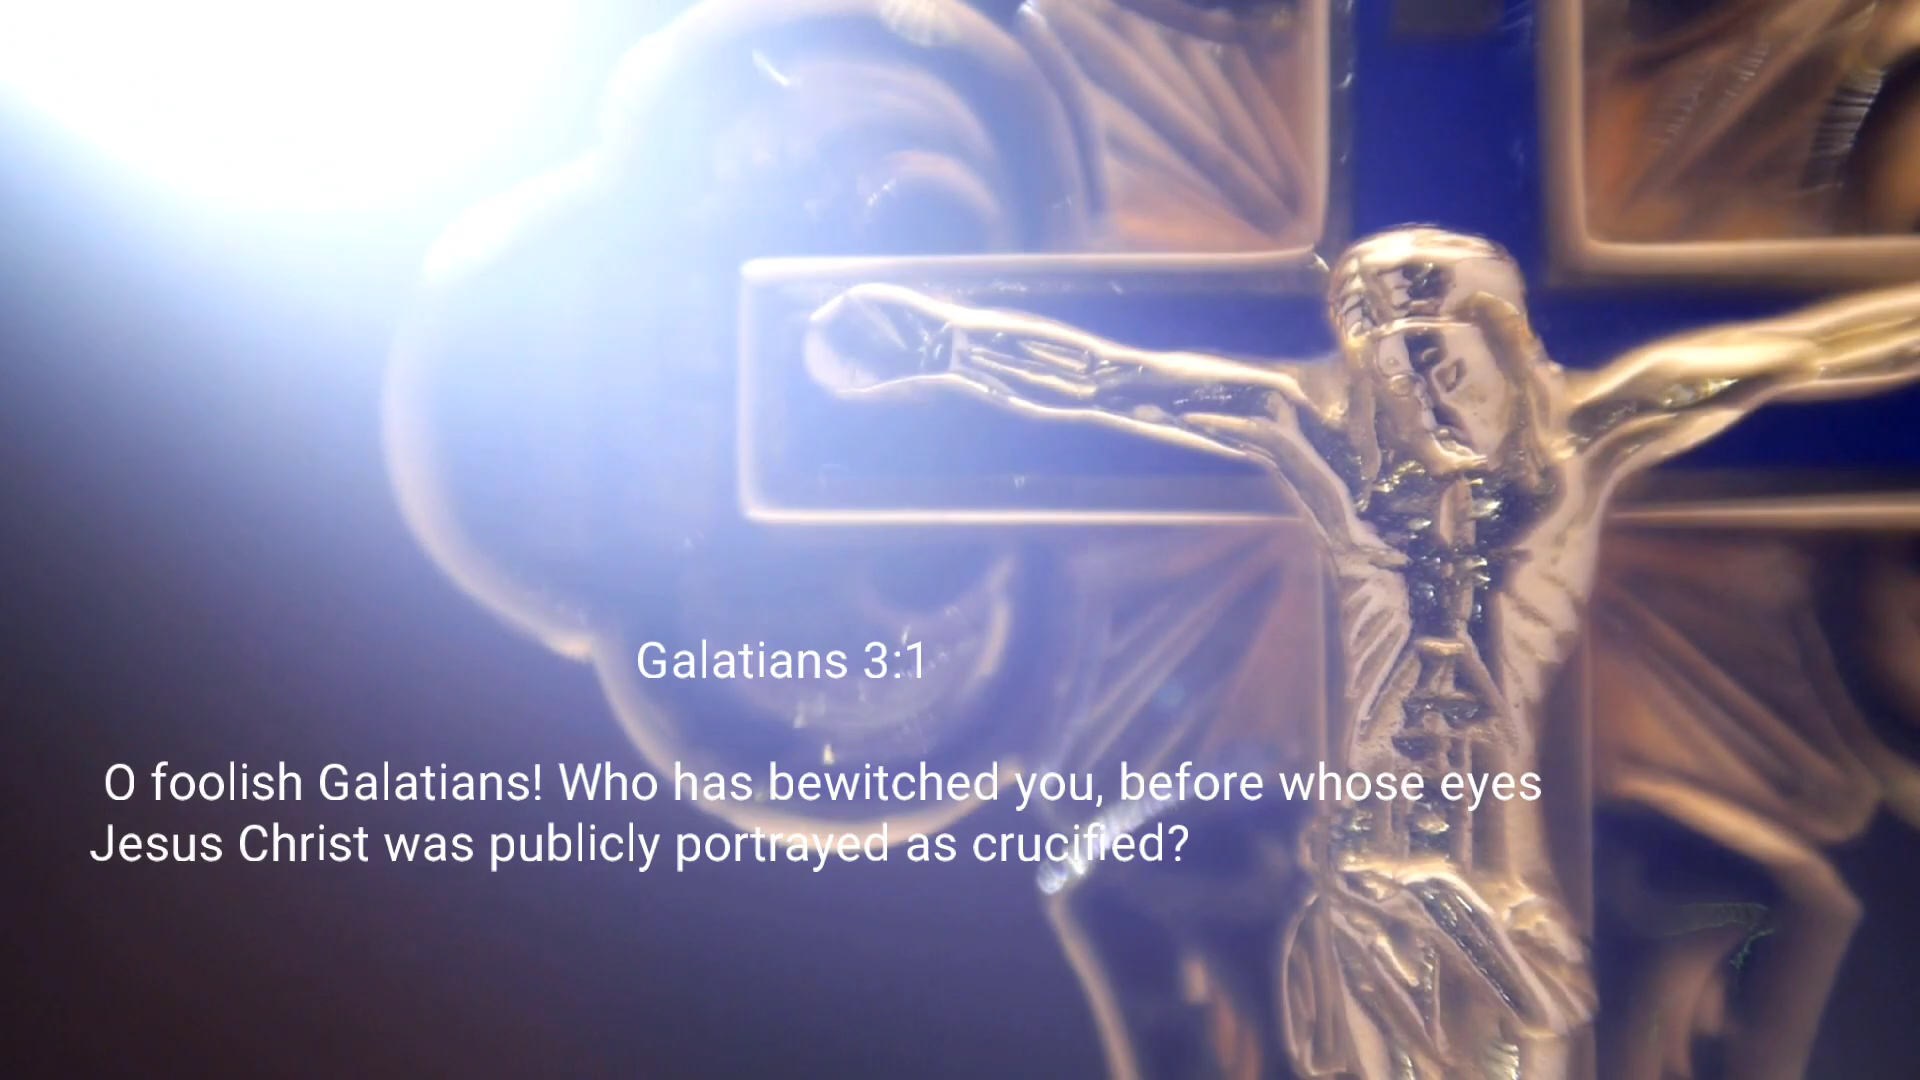 Galatians 3:1
O foolish Galatians! Who has bewitched you, before whose eyes
Jesus Christ was publicly portrayed as crucified?